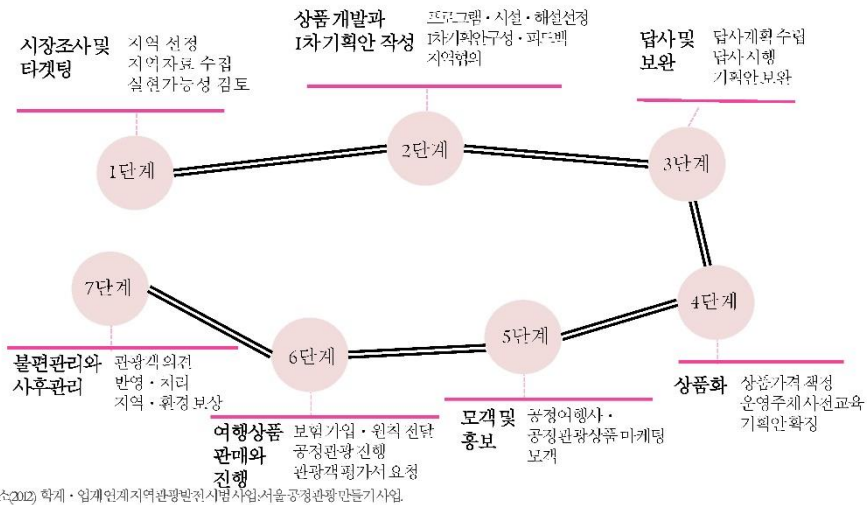 시장조사 및
타겟팅
지역 선정
지역자료 수집
실현가능성 검토
1단계
상품 개발과
1차 기획안 작성
프로그램·시설·해설선정
1차기획안구성·피드백
지역협의
2단계
답사 및
보완
답사계획 수립
답사 시행
기획안 보완
3단계
4단계
상품화
상품가격 책정
운영주체 사전교육
기획안 확정
5단계
모객 및
홍보
공정여행사·
공정관광상품 마케팅
모객
6단계
여행상품
판매와
진행
보험 가입·원칙 전달
공정관광 진행
관광객 평가서 요청
7단계
불편관리와
사후관리
관광객 의견
반영·처리
지역·환경 보상
(2012) 학계·업계연계지역관광발전시범사업:서울공정관광만들기사업.